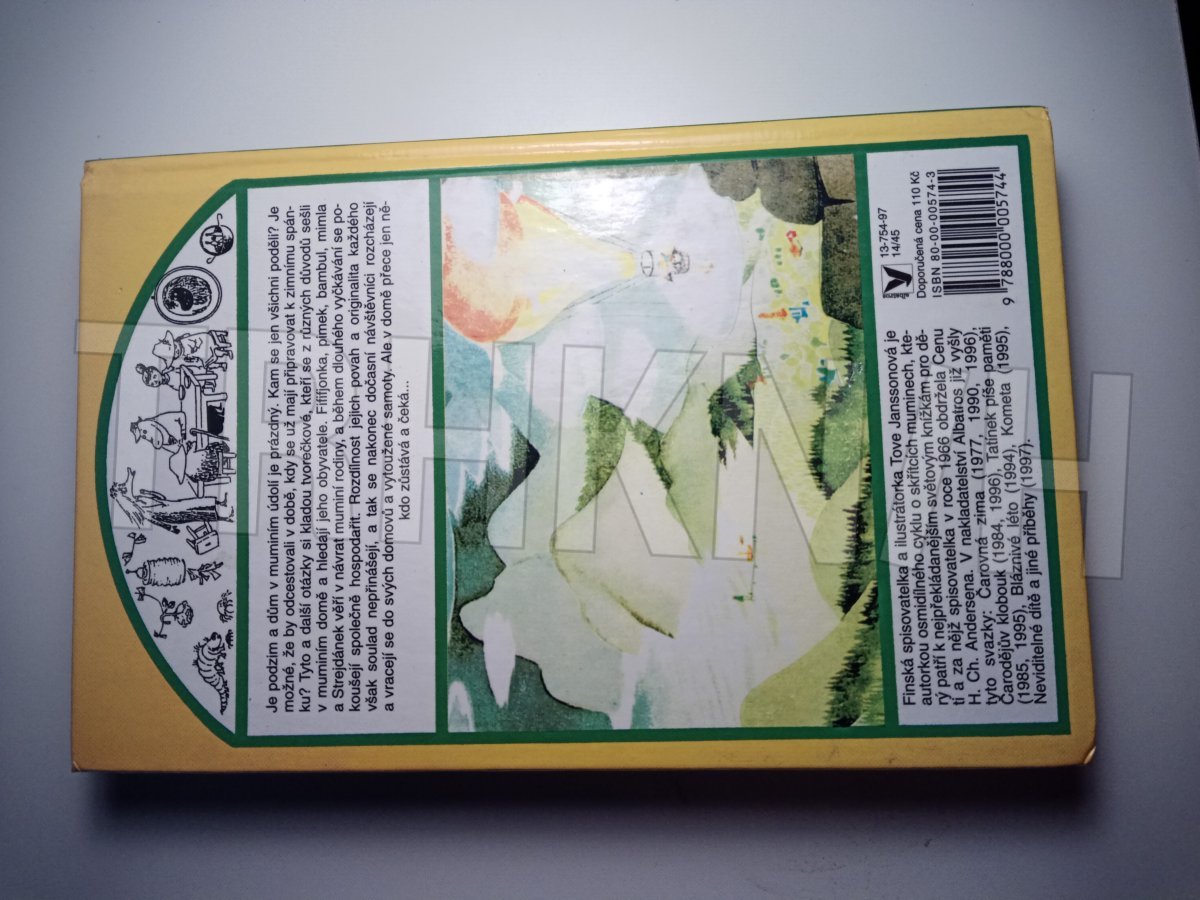 Je podzim a dům v muminím údolí je prázdný. Kam se jen všichni poděli? Je
možné, že by odcestovali v době, kdy se už mají připravovat k zimnímu spán-
ku? Tyto a další otázky si kladou tvorečkové, kteří se z různých důvodů sešli
v muminím domě a hledají jeho obyvatele. Fififjonka, pímek, bambul, mimla
a Strejdánek věří v návrat muminí rodiny, a během dlouhého vyčkávání se po-
koušejí společně hospodařit. Rozdílnost jejich povah a originalita každého
však soulad nepřinášejí, a tak se nakonec dočasní návštěvníci rozcházejí
a vracejí se do svých domovů a vytoužené samoty. Ale v domě přece jen ně-
kdo zůstává a čeká...
Finská spisovatelka a ilustrátorka Tove Janssonová je
autorkou osmidílného cyklu o skřítcích muminech, kte-
rý patří k nejpřekládanějším světovým knížkám pro dě-
ti a za nějž spisovatelka v roce 1966 obdržela Cenu
H. Ch. Andersena. V nakladatelství Albatros již vyšly
tyto svazky: Čarovná zima (1977, 1990, 1996),
Čarodějův klobouk (1984, 1996), Tatínek píše paměti
(1985, 1995), Bláznivé léto (1994), Kometa (1995),
Neviditelné dítě a jiné příběhy (1997).
albatros
13-754-97
14/45
Doporučená cena 110 Kč
ISBN 80-00-00574-3
9 788000 005744